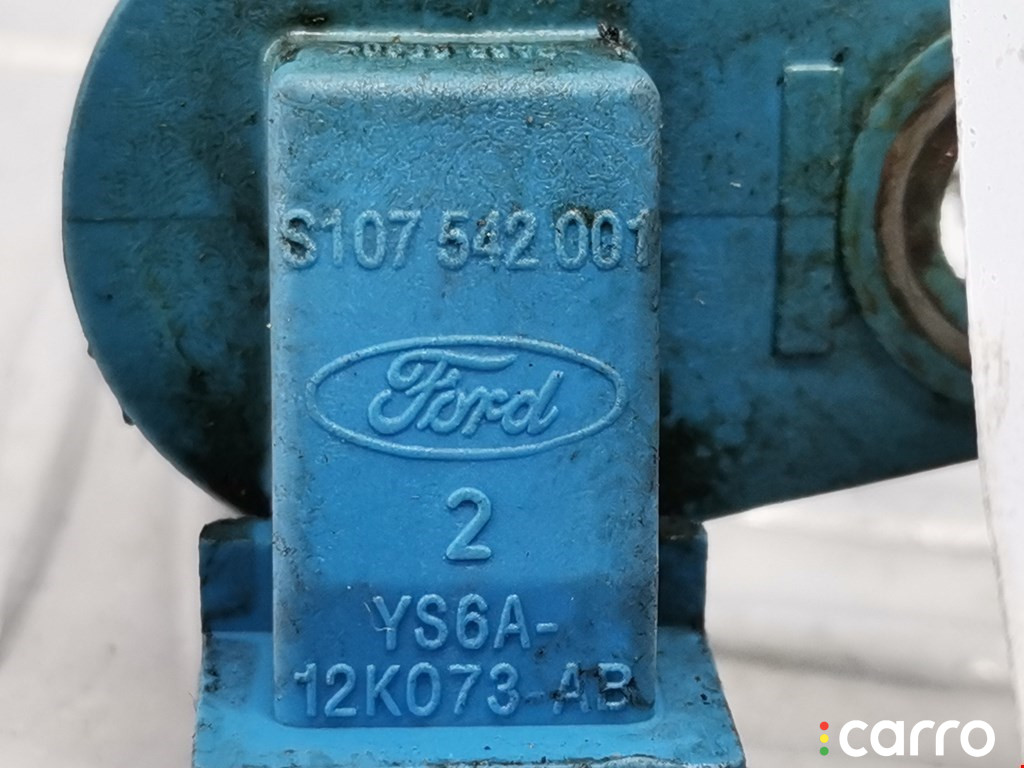 S107 542 001
Ford
2
YS6A-
12K073-AB
carro